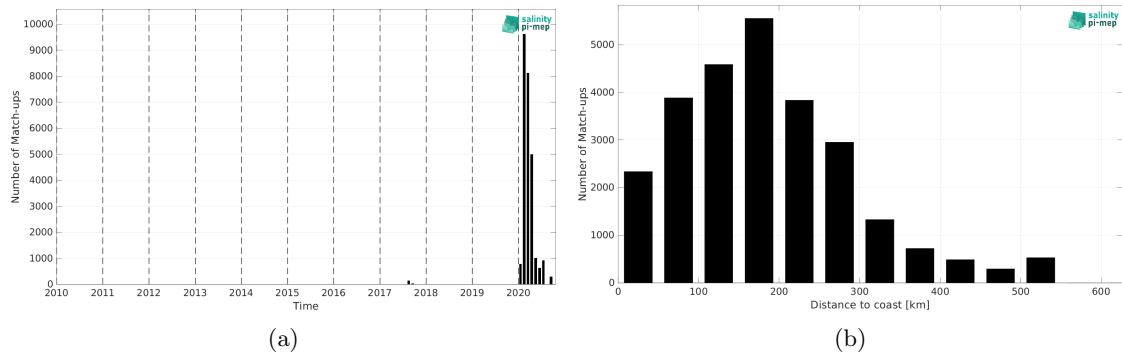 10000
9000
8000
7000
6000
5000
4000
3000
2000
1000
0
Number of Match-ups
2010 2011 2012 2013 2014 2015 2016 2017 2018 2019 2020
Time
salinity
pi-mep
(a)
5000
4000
3000
2000
1000
0
Number of Match-ups
0 100 200 300 400 500 600
Distance to coast [km]
salinity
pi-mep
(b)